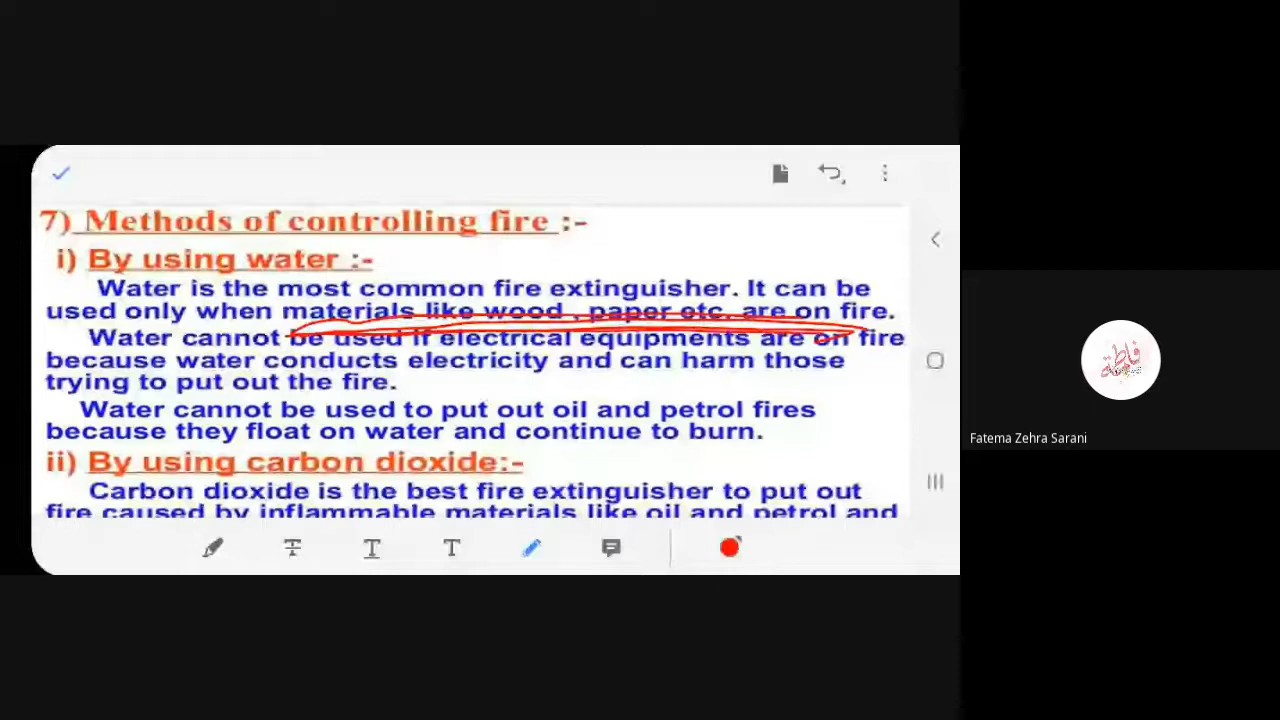 7) Methods of controlling fire :-
i) By using water :-
Water is the most common fire extinguisher. It can be
used only when materials like wood , paper etc. are on fire.
Water cannot be used if electrical equipments are on fire
because water conducts electricity and can harm those
trying to put out the fire.
Water cannot be used to put out oil and petrol fires
because they float on water and continue to burn.
ii) By using carbon dioxide:-
Carbon dioxide is the best fire extinguisher to put out
fire caused by inflammable materials like oil and petrol and
T T T
فاطمة
Fatema Zehra Sarani